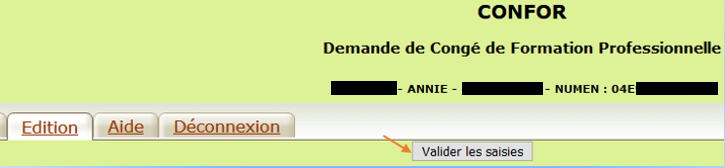 CONFOR
Demande de Congé de Formation Professionnelle
- ANNIE - - NUMEN : 04E
Edition Aide Déconnexion
Valider les saisies